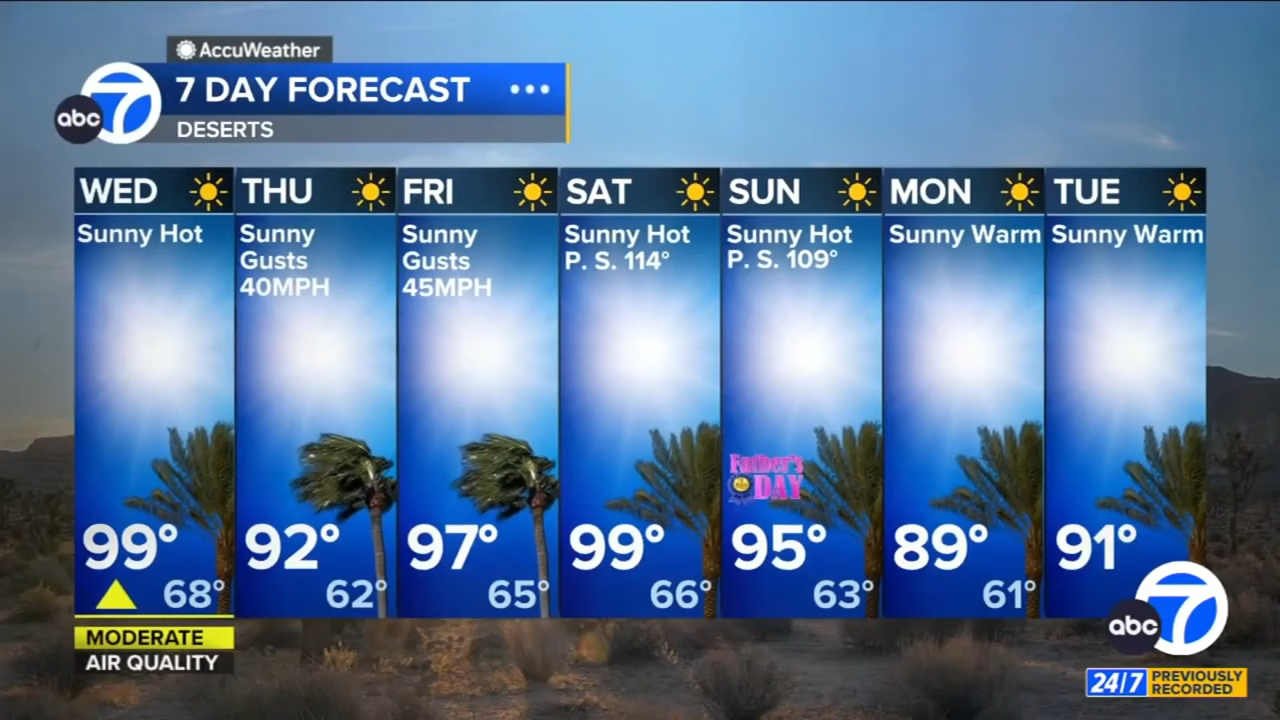 AccuWeather
abc 7
7 DAY FORECAST
DESERTS
WED
Sunny Hot
99°
68°
MODERATE
AIR QUALITY
THU
Sunny
Gusts
40MPH
92°
62°
FRI
Sunny
Gusts
45MPH
97°
65°
SAT
Sunny Hot
P. S. 114°
99°
66°
SUN
Sunny Hot
P. S. 109°
Father's
DAY
95°
63°
MON
Sunny Warm
89°
61°
TUE
Sunny Warm
91°
abc 7
24/7
PREVIOUSLY
RECORDED